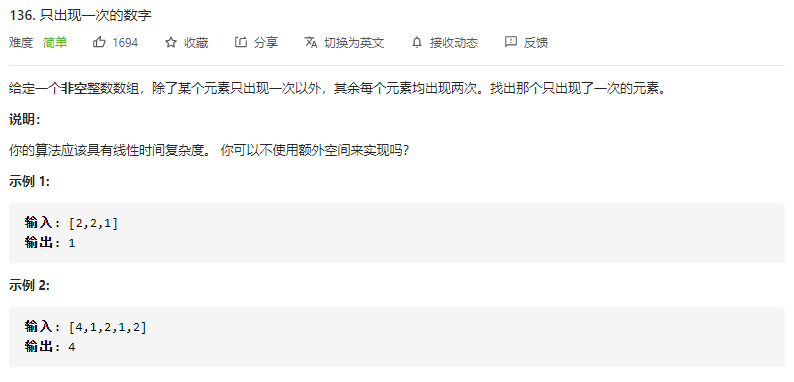 136. 只出现一次的数字
难度 简单 1694 收藏 分享 切换为英文 接收动态 反馈
给定一个非空整数数组，除了某个元素只出现一次以外，其余每个元素均出现两次。找出那个只出现了一次的元素。
说明：
你的算法应该具有线性时间复杂度。 你可以不使用额外空间来实现吗？
示例 1:
输入: [2,2,1]
输出: 1
示例 2:
输入: [4,1,2,1,2]
输出: 4